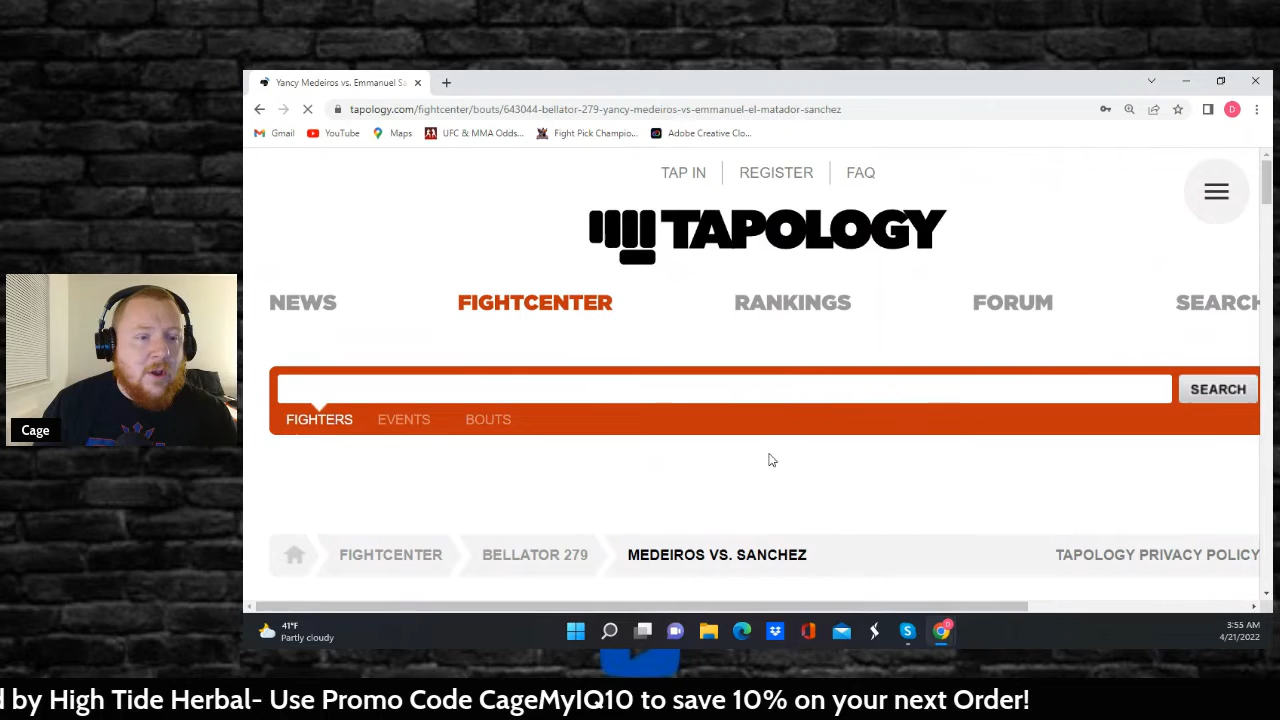 Yancy Medeiros vs. Emmanuel Sa
tapology.com/fightcenter/bouts/643044-bellator-279-yancy-medeiros-vs-emmanuel-el-matador-sanchez
D
Gmail YouTube Maps UFC & MMA Odds... Fight Pick Champio... Adobe Creative Clo...
TAP IN REGISTER FAQ
TAPOLOGY
NEWS FIGHTCENTER RANKINGS FORUM SEARCH
SEARCH
FIGHTERS EVENTS BOUTS
Cage
FIGHTCENTER BELLATOR 279 MEDEIROS VS. SANCHEZ TAPOLOGY PRIVACY POLICY
41°F
Partly cloudy
D
3:55 AM
4/21/2022
d by High Tide Herbal- Use Promo Code CageMyIQ10 to save 10% on your next Order!